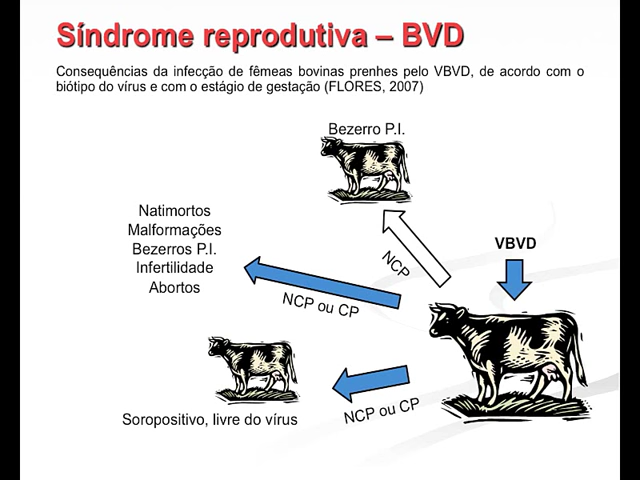 Síndrome reprodutiva – BVD
Consequências da infecção de fêmeas bovinas prenhes pelo VBVD, de acordo com o
biótipo do vírus e com o estágio de gestação (FLORES, 2007)
Bezerro P.I.
Natimortos
Malformações
Bezerros P.I.
Infertilidade
Abortos
VBVD
NCP
NCP ou CP
NCP ou CP
Soropositivo, livre do vírus